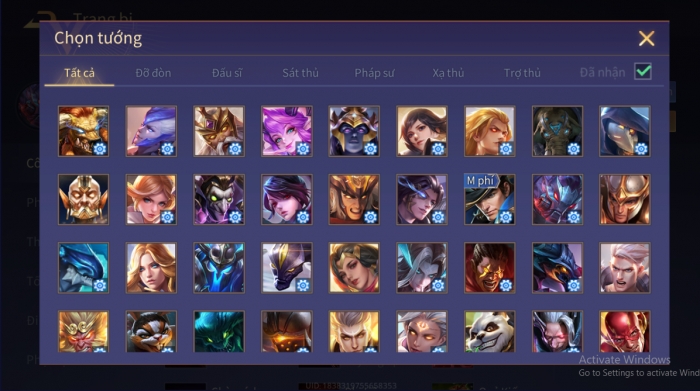 Trang bị
Chọn tướng
Tất cả
Đỡ đòn
Đấu sĩ
Sát thủ
Pháp sư
Xạ thủ
Trợ thủ
Đã nhận
M phí
Activate Windows
Go to Settings to activate Wind